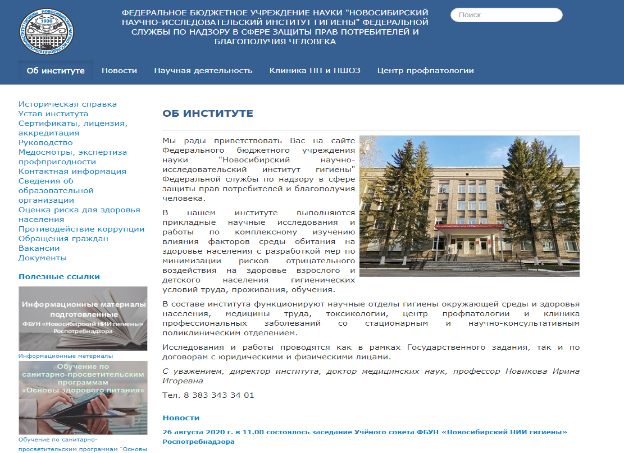 ФЕДЕРАЛЬНОЕ БЮДЖЕТНОЕ УЧРЕЖДЕНИЕ НАУКИ "НОВОСИБИРСКИЙ
НАУЧНО-ИССЛЕДОВАТЕЛЬСКИЙ ИНСТИТУТ ГИГИЕНЫ" ФЕДЕРАЛЬНОЙ
СЛУЖБЫ ПО НАДЗОРУ В СФЕРЕ ЗАЩИТЫ ПРАВ ПОТРЕБИТЕЛЕЙ И
БЛАГОПОЛУЧИЯ ЧЕЛОВЕКА
Поиск
Об институте Новости Научная деятельность Клиника ПП и ПШОЗ Центр профпатологии
Историческая справка
Устав института
Сертификаты, лицензия,
аккредитация
Руководство
Медосмотры, экспертиза
профпригодности
Контактная информация
Сведения об
образовательной
организации
Оценка риска для здоровья
населения
Противодействие коррупции
Обращения граждан
Вакансии
Документы
Полезные ссылки
Информационные материалы
подготовленные
ФБУН «Новосибирский НИИ гигиены»
Роспотребнадзора
Информационные материалы
Обучение по
санитарно-просветительским
программам
«Основы здорового питания»
Обучение по санитарно-
просветительским программам "Основы
ОБ ИНСТИТУТЕ
Мы рады приветствовать Вас на сайте
Федерального бюджетного учреждения
науки "Новосибирский научно-
исследовательский институт гигиены"
Федеральной службы по надзору в сфере
защиты прав потребителей и благополучия
человека.
В нашем институте выполняются
прикладные научные исследования и
работы по комплексному изучению
влияния факторов среды обитания на
здоровье населения с разработкой мер по
минимизации рисков отрицательного
воздействия на здоровье взрослого и
детского населения гигиенических
условий труда, проживания, обучения.
В составе института функционируют научные отделы гигиены окружающей среды и здоровья
населения, медицины труда, токсикологии, центр профпатологии и клиника
профессиональных заболеваний со стационарным и научно-консультативным
поликлиническим отделением.
Исследования и работы проводятся как в рамках Государственного задания, так и по
договорам с юридическими и физическими лицами.
С уважением, директор института, доктор медицинских наук, профессор Новикова Ирина
Игоревна
Тел. 8 383 343 34 01
Новости
26 августа 2020 г. в 11.00 состоялось заседание Учёного совета ФБУН «Новосибирский НИИ гигиены»
Роспотребнадзора